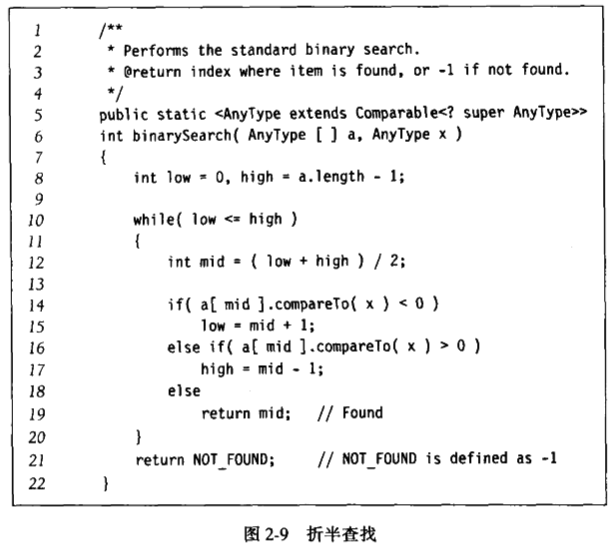 1 /**
2 * Performs the standard binary search.
3 * @return index where item is found, or -1 if not found.
4 */
5 public static <AnyType extends Comparable<? super AnyType>>
6 int binarySearch( AnyType [ ] a, AnyType x )
7 {
8 int low = 0, high = a.length - 1;
9
10 while( low <= high )
11 {
12 int mid = ( low + high ) / 2;
13
14 if( a[ mid ].compareTo( x ) < 0 )
15 low = mid + 1;
16 else if( a[ mid ].compareTo( x ) > 0 )
17 high = mid - 1;
18 else
19 return mid; // Found
20 }
21 return NOT_FOUND; // NOT_FOUND is defined as -1
22 }
图 2-9 折半查找